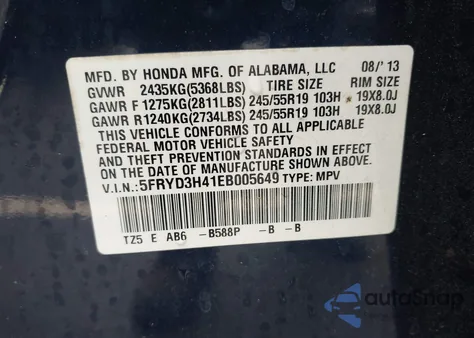 MFD. BY HONDA MFG. OF ALABAMA, LLC 08/'13
GVWR 2435KG(5368LBS) TIRE SIZE RIM SIZE
GAWR F 1275KG(2811LBS) 245/55R19 103H 19X8.0J
GAWR R1240KG(2734LBS) 245/55R19 103H 19X8.0J
THIS VEHICLE CONFORMS TO ALL APPLICABLE
FEDERAL MOTOR VEHICLE SAFETY
AND THEFT PREVENTION STANDARDS IN EFFECT
ON THE DATE OF MANUFACTURE SHOWN ABOVE.
V.I.N.:5FRYD3H41EB005649 TYPE: MPV
TZ5 E AB6 -B588P -B -B
autoSnap